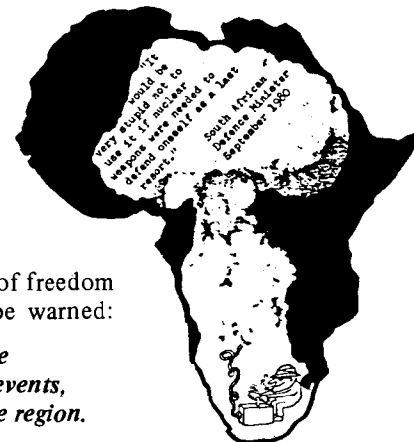 "It
would be
very stupid not to
use it if nuclear
weapons were needed to
defend oneself as a last
resort."
South African
Defence Minister
September 1980
of freedom
be warned:
e
events,
e region.